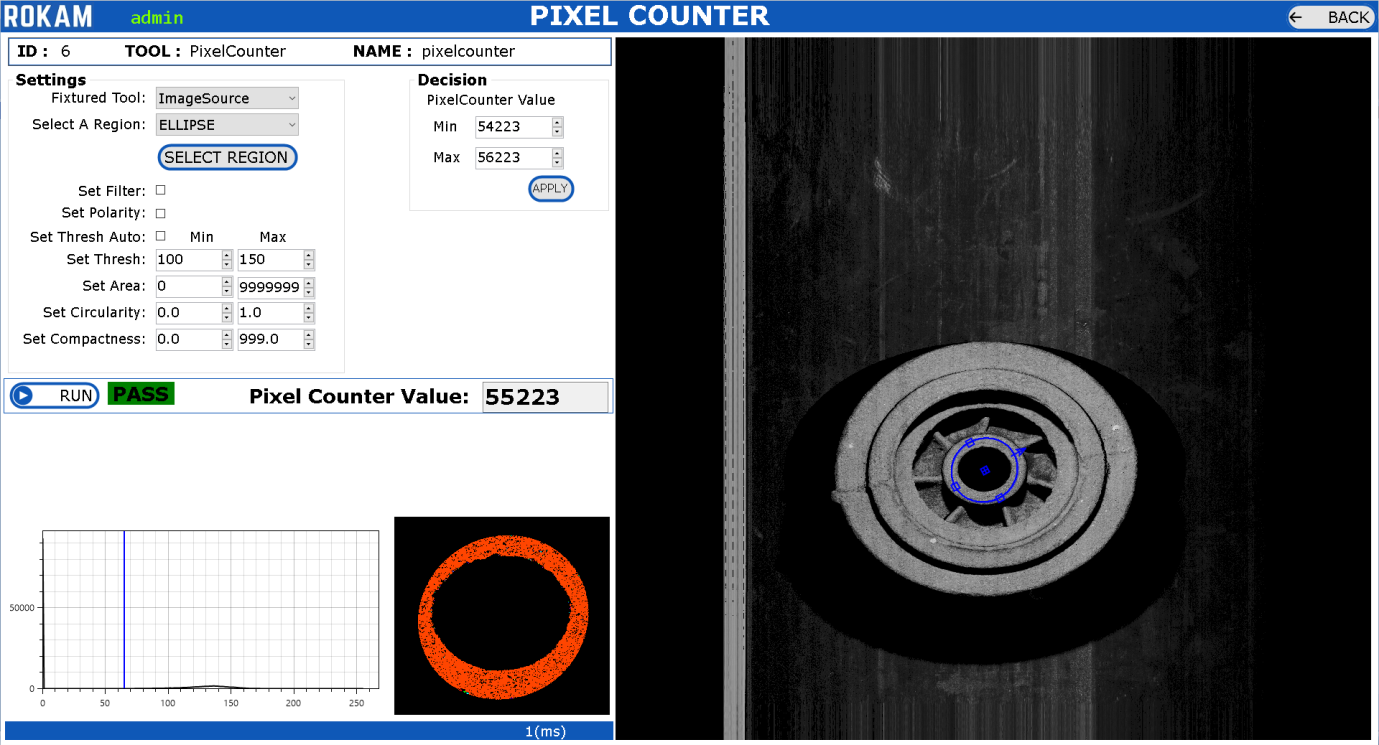 ROKAM admin PIXEL COUNTER ← BACK
ID : 6 TOOL : PixelCounter NAME : pixelcounter
Settings
Fixtured Tool: ImageSource
Select A Region: ELLIPSE
SELECT REGION
Set Filter:
Set Polarity:
Set Thresh Auto: Min Max
Set Thresh: 100 150
Set Area: 0 9999999
Set Circularity: 0.0 1.0
Set Compactness: 0.0 999.0
Decision
PixelCounter Value
Min 54223
Max 56223
APPLY
RUN PASS Pixel Counter Value: 55223
50000
0
0 50 100 150 200 250
1(ms)